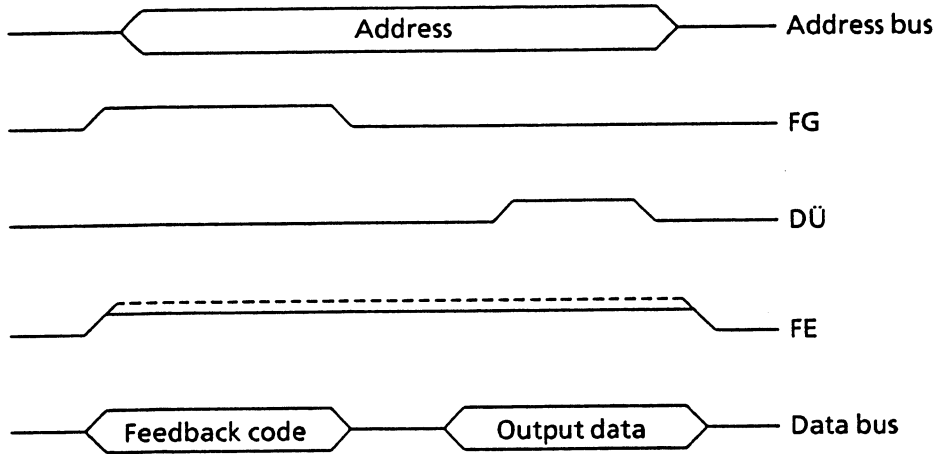 Address Address bus
FG
DÜ
FE
Feedback code Output data Data bus